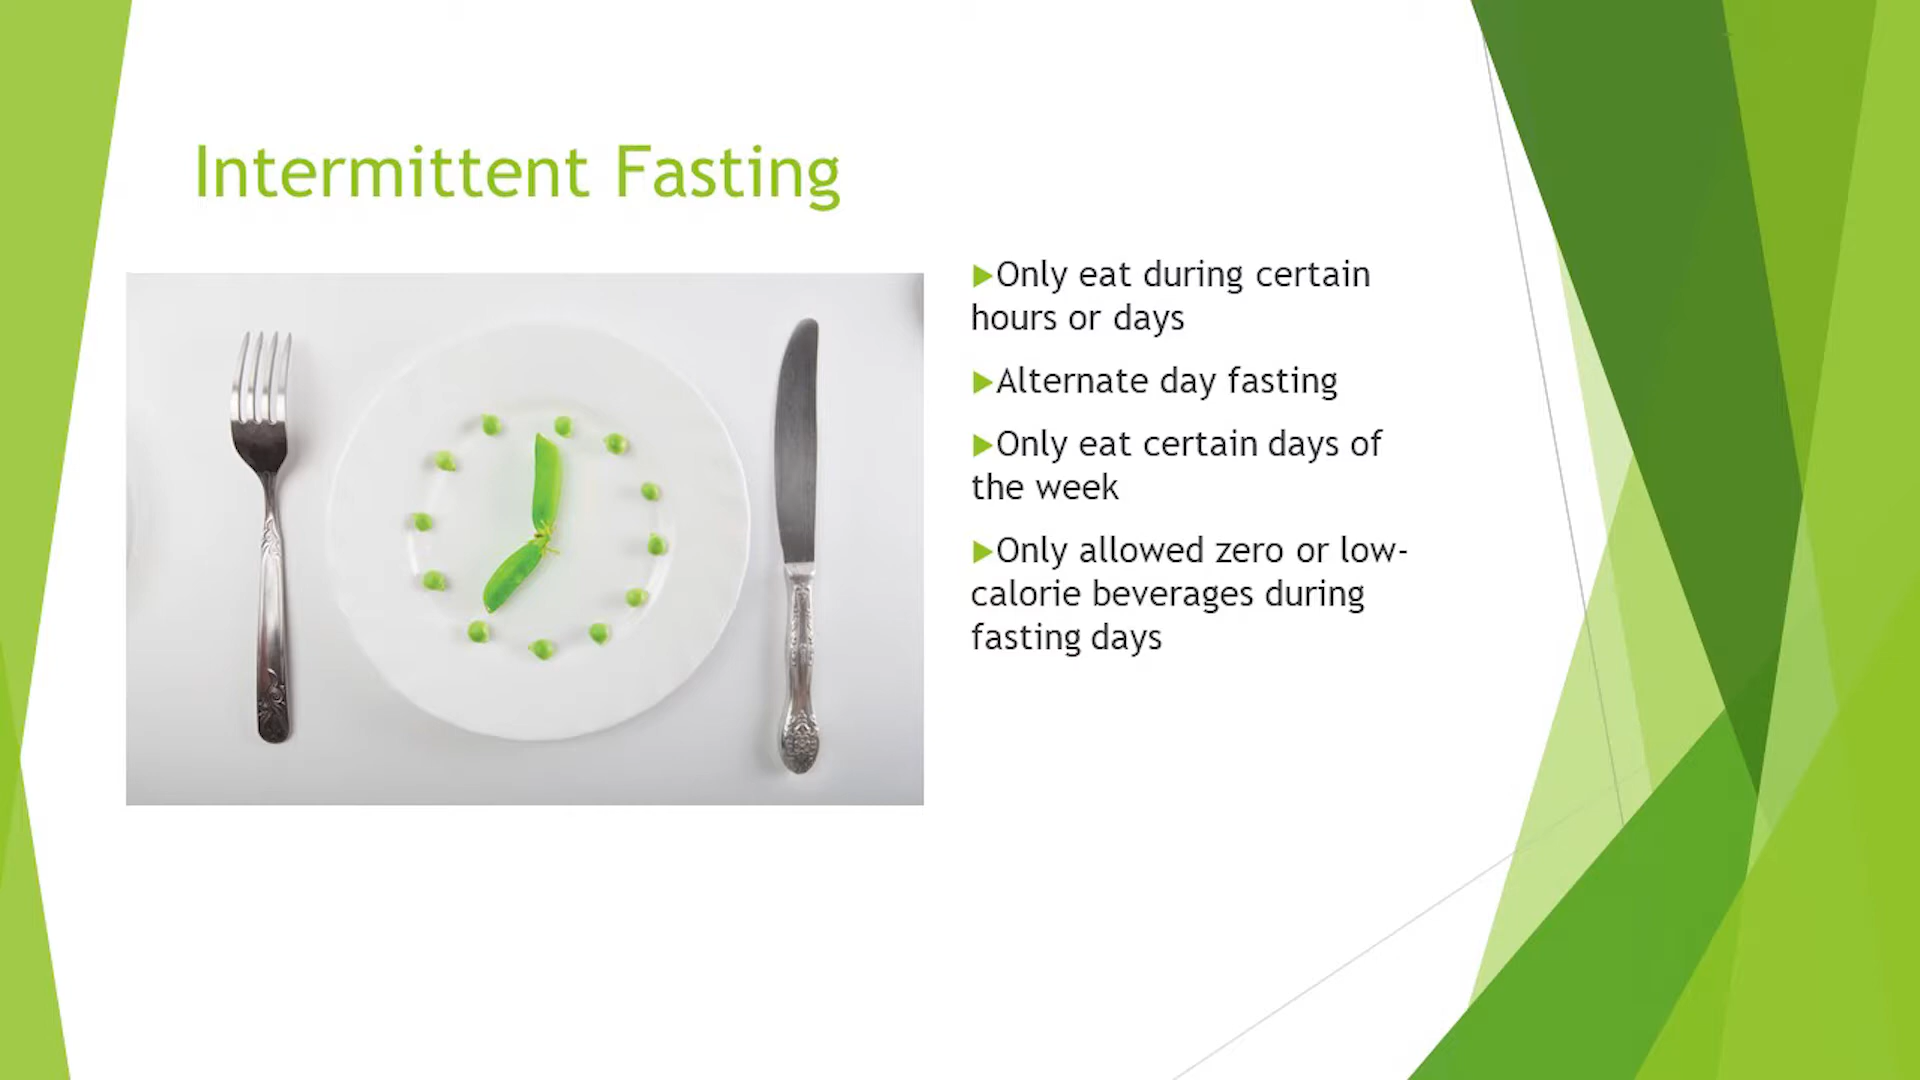 Intermittent Fasting
▶Only eat during certain
hours or days
▶Alternate day fasting
▶Only eat certain days of
the week
▶Only allowed zero or low-
calorie beverages during
fasting days